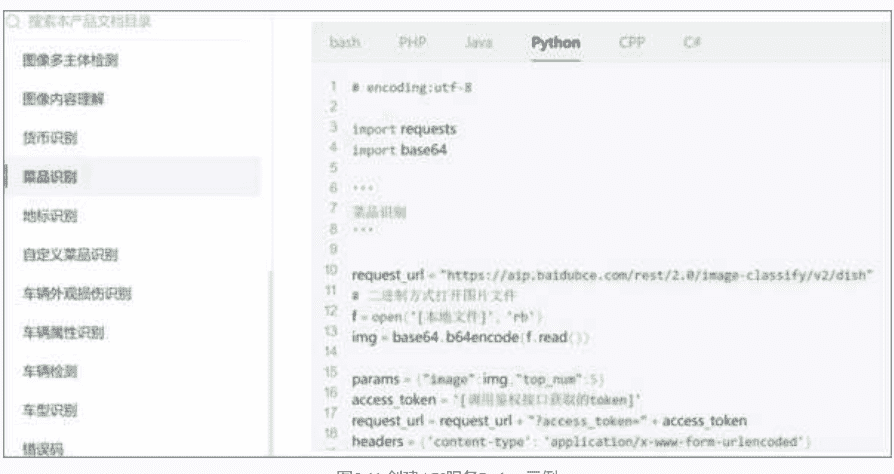 搜索本产品文档目录
图像多主体检测
图像内容理解
货币识别
菜品识别
地标识别
自定义菜品识别
车辆外观损伤识别
车辆属性识别
车辆检测
车型识别
错误码
bash PHP Java Python CPP C#
1 # encoding:utf-8
2
3 import requests
4 import base64
5
6 '''
7 菜品识别
8 '''
9
10 request_url = "https://aip.baidubce.com/rest/2.0/image-classify/v2/dish"
11 # 二进制方式打开图片文件
12 f = open('[本地文件]', 'rb')
13 img = base64.b64encode(f.read())
14
15 params = {"image":img,"top_num":5}
16 access_token = '[调用鉴权接口获取的token]'
17 request_url = request_url + "?access_token=" + access_token
18 headers = {'content-type': 'application/x-www-form-urlencoded'}